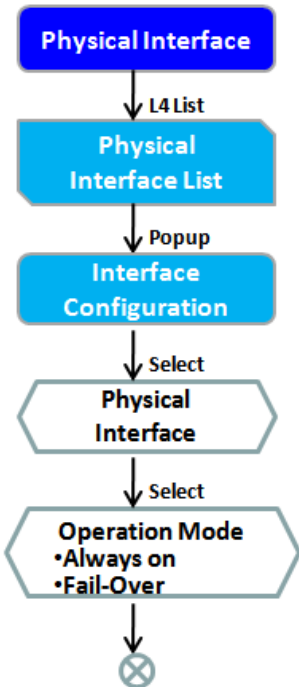 Physical Interface
L4 List
Physical
Interface List
Popup
Interface
Configuration
Select
Physical
Interface
Select
Operation Mode
•Always on
•Fail-Over